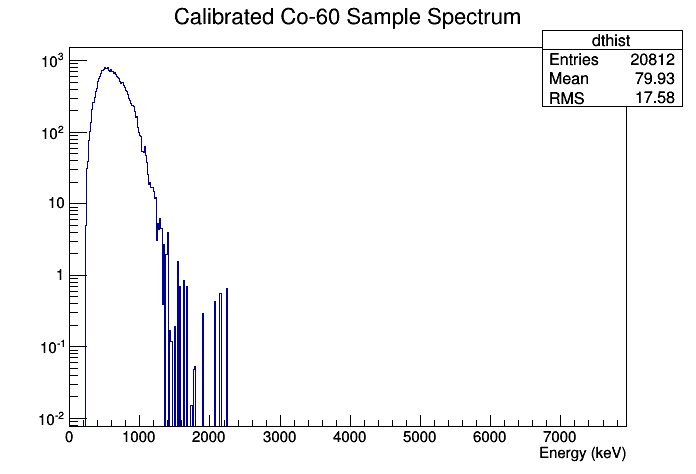 Calibrated Co-60 Sample Spectrum
dthist
Entries 20812
Mean 79.93
RMS 17.58
10³
10²
10
1
10⁻¹
10⁻²
0 1000 2000 3000 4000 5000 6000 7000
Energy (keV)